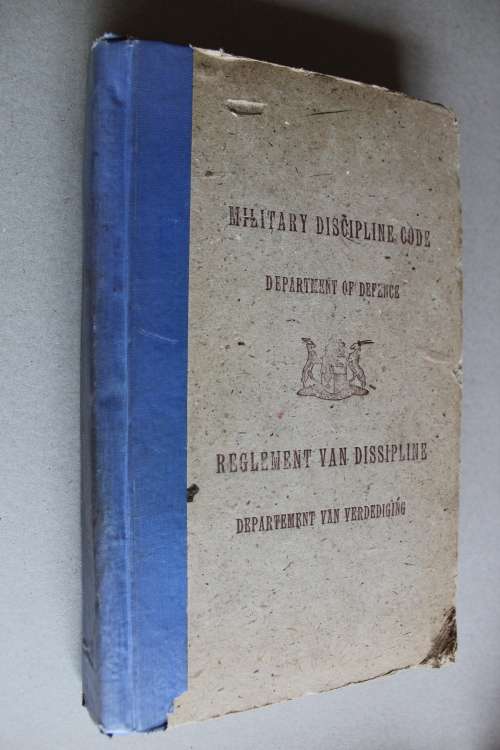 MILITARY DISCIPLINE CODE
DEPARTMENT OF DEFENCE
REGLEMENT VAN DISSIPLINE
DEPARTEMENT VAN VERDEDIGING